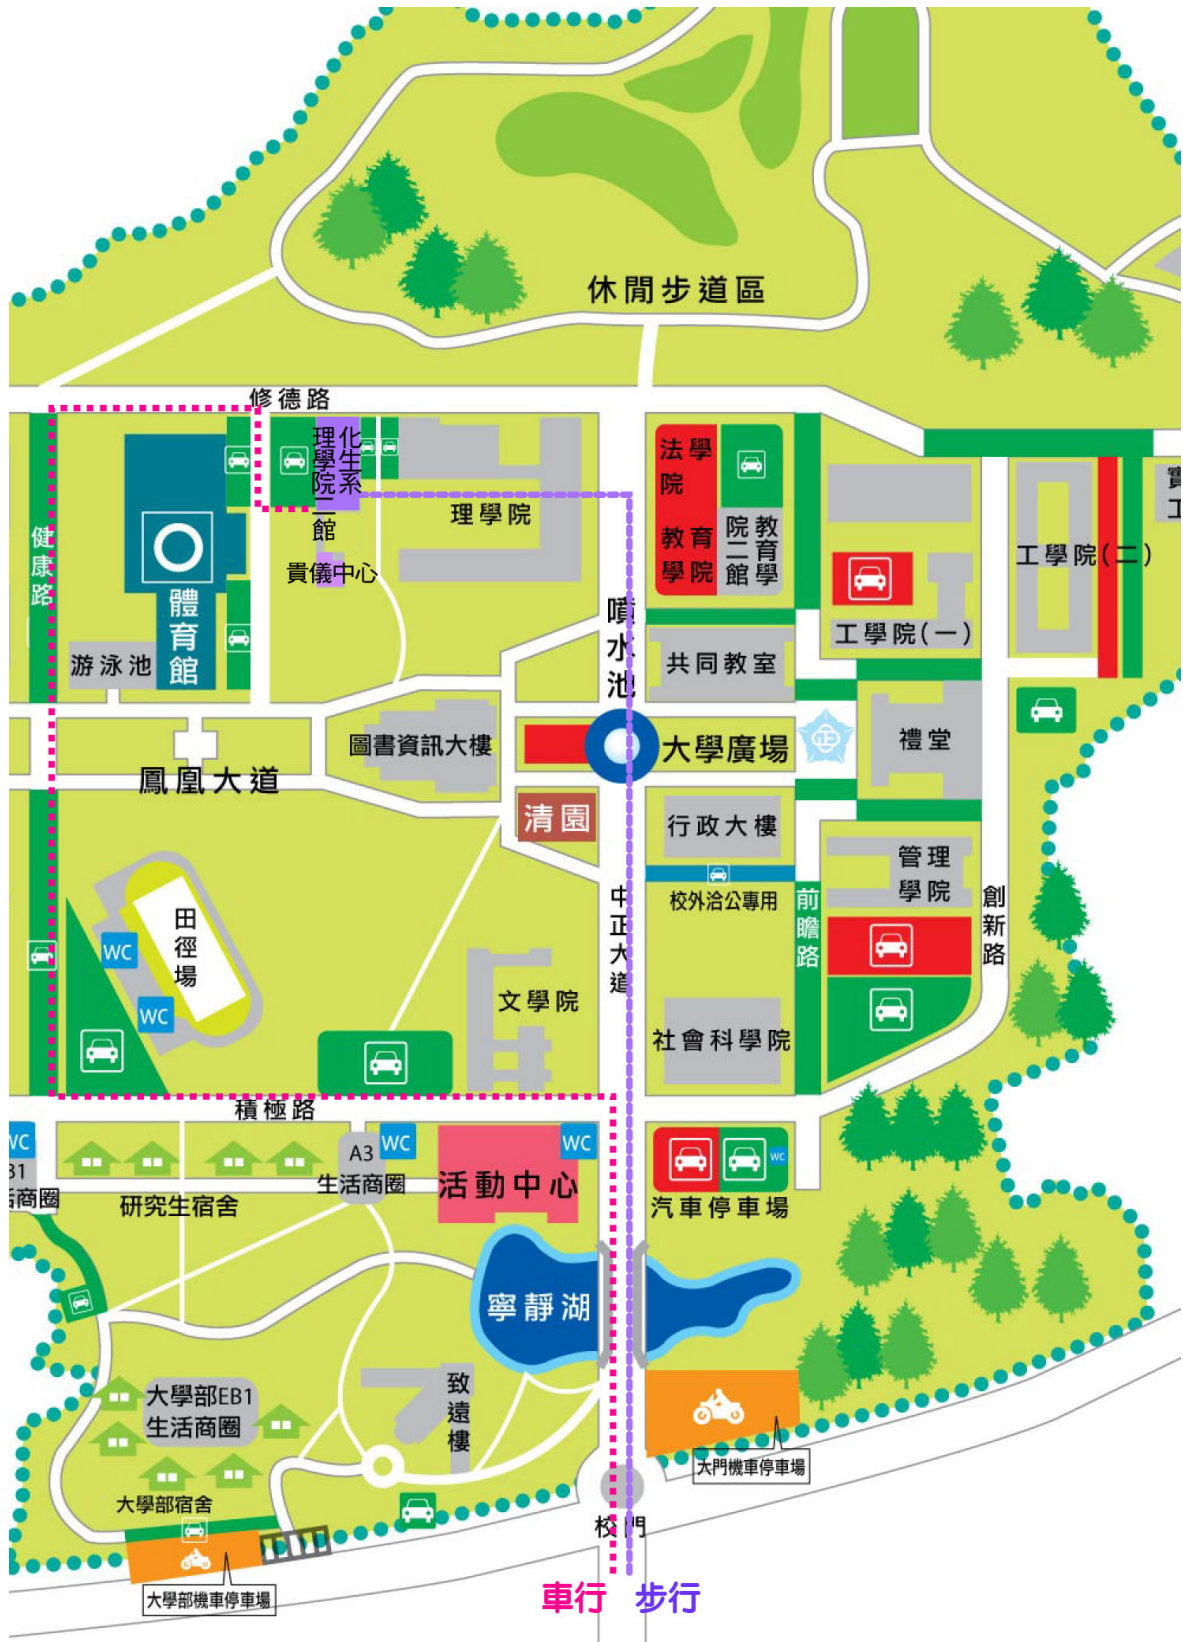 休閒步道區
修德路
理學院二館
化生系
理學院
貴儀中心
法學院
教育學院
教育學院二館
工學院(一)
工學院(二)
實
工
健康路
體育館
游泳池
噴水池
共同教室
圖書資訊大樓
大學廣場
禮堂
鳳凰大道
清園
行政大樓
校外洽公專用
管理學院
中正大道
前瞻路
創新路
田徑場
WC
WC
文學院
社會科學院
積極路
WC
31
活商圈
研究生宿舍
A3
生活商圈
WC
WC
活動中心
WC
汽車停車場
寧靜湖
致遠樓
大學部EB1
生活商圈
大學部宿舍
大學部機車停車場
大門機車停車場
校門
車行
步行